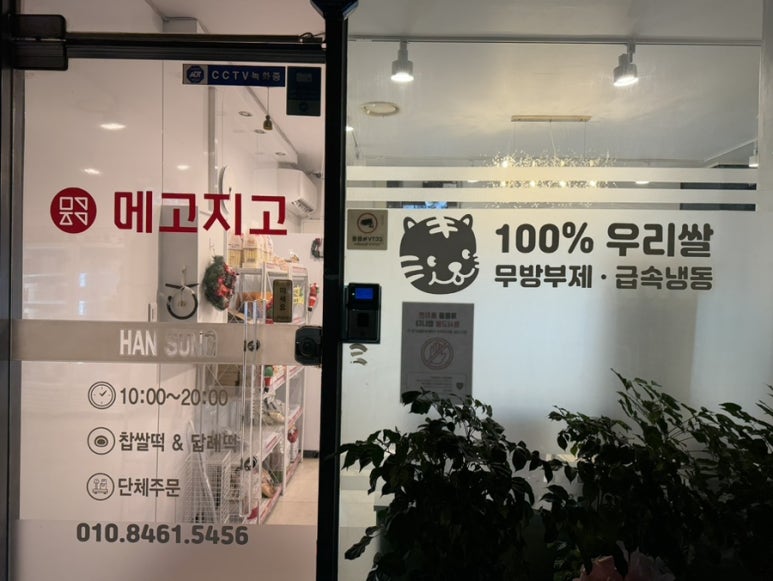 ADT CCTV녹화중
메고지고
100% 우리쌀
무방부제 · 급속냉동
HAN SUNG
10:00~20:00
찹쌀떡 & 답례떡
단체주문
010.8461.5456